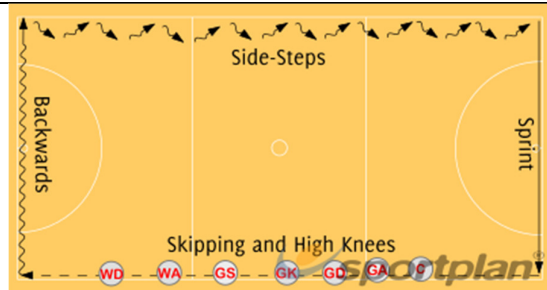 Side-Steps
Backwards
Sprint
Skipping and High Knees
WD WA GS GK GD GA C
sportplan